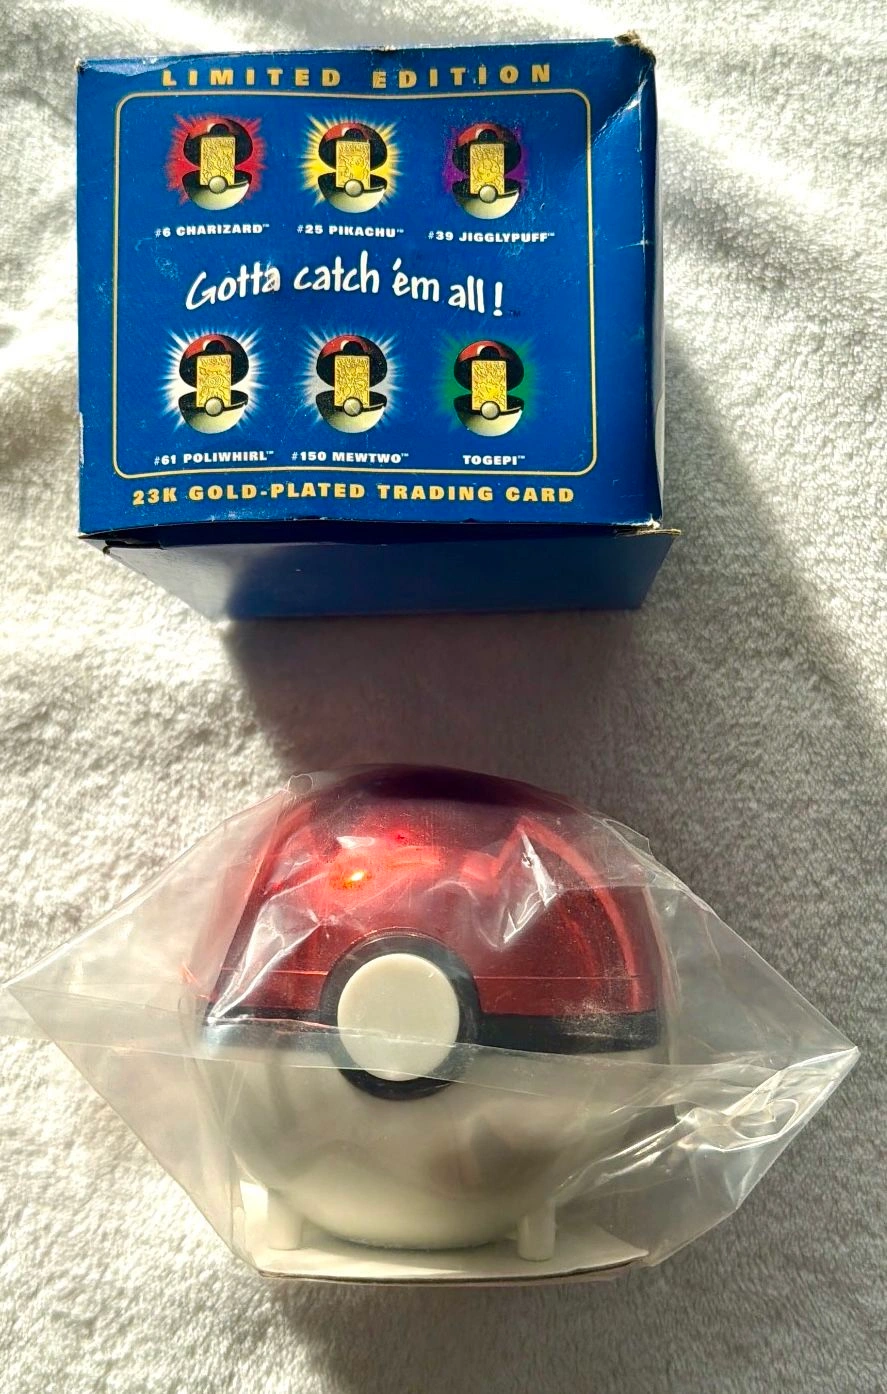 LIMITED EDITION
#6 CHARIZARD™ #25 PIKACHU™ #39 JIGGLYPUFF™
Gotta catch 'em all!™
#61 POLIWHIRL™ #150 MEWTWO™ TOGEPI™
23K GOLD-PLATED TRADING CARD